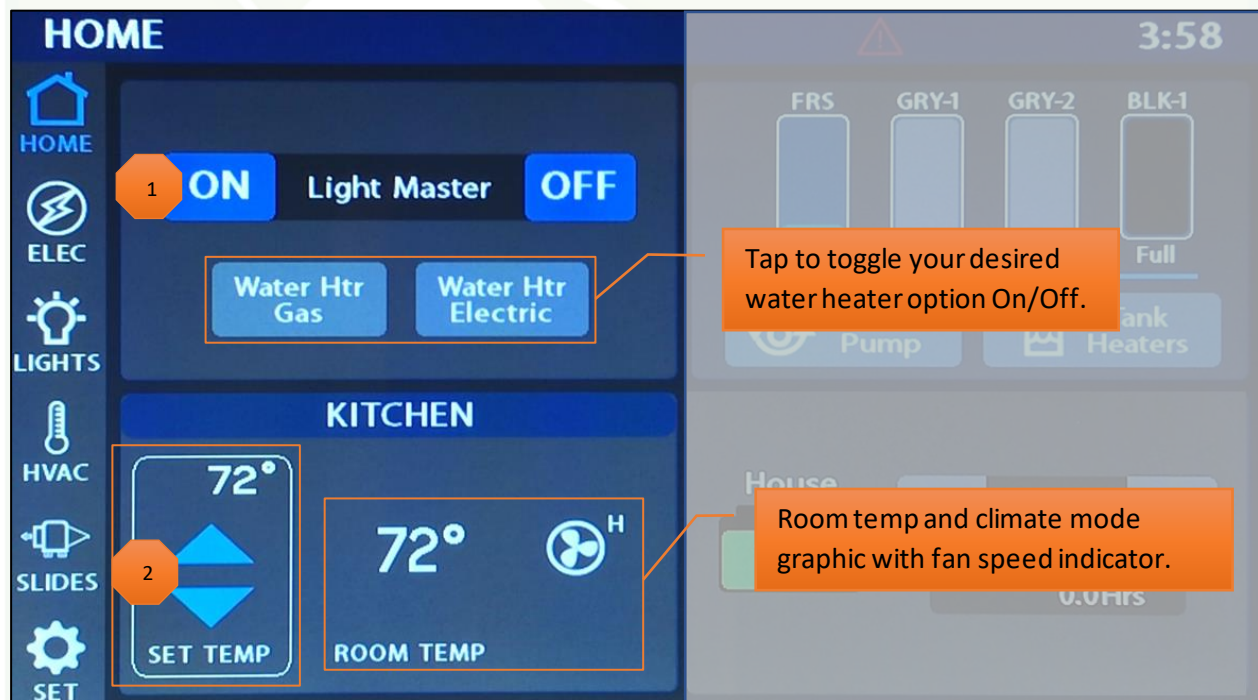 HOME
3:58
HOME
ELEC
LIGHTS
HVAC
SLIDES
SET
1
ON
Light Master
OFF
Water Htr
Gas
Water Htr
Electric
FRS
GRY-1
GRY-2
BLK-1
Full
Tap to toggle your desired
water heater option On/Off.
Pump
Tank
Heaters
KITCHEN
72°
2
SET TEMP
72°
H
ROOM TEMP
House
Room temp and climate mode
graphic with fan speed indicator.
0.0Hrs